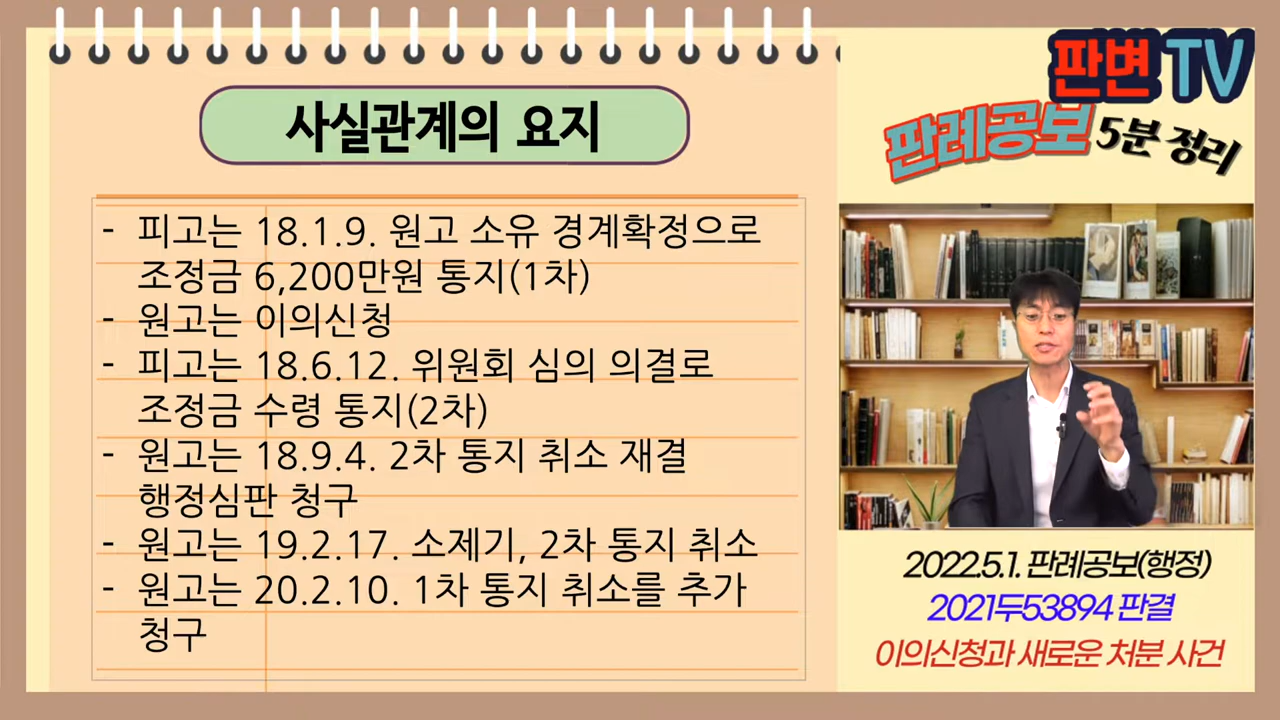 사실관계의 요지
- 피고는 18.1.9. 원고 소유 경계확정으로
조정금 6,200만원 통지(1차)
- 원고는 이의신청
- 피고는 18.6.12. 위원회 심의 의결로
조정금 수령 통지(2차)
- 원고는 18.9.4. 2차 통지 취소 재결
행정심판 청구
- 원고는 19.2.17. 소제기, 2차 통지 취소
- 원고는 20.2.10. 1차 통지 취소를 추가
청구
판변 TV
판례공보 5분 정리
2022.5.1. 판례공보(행정)
2021두53894 판결
이의신청과 새로운 처분 사건